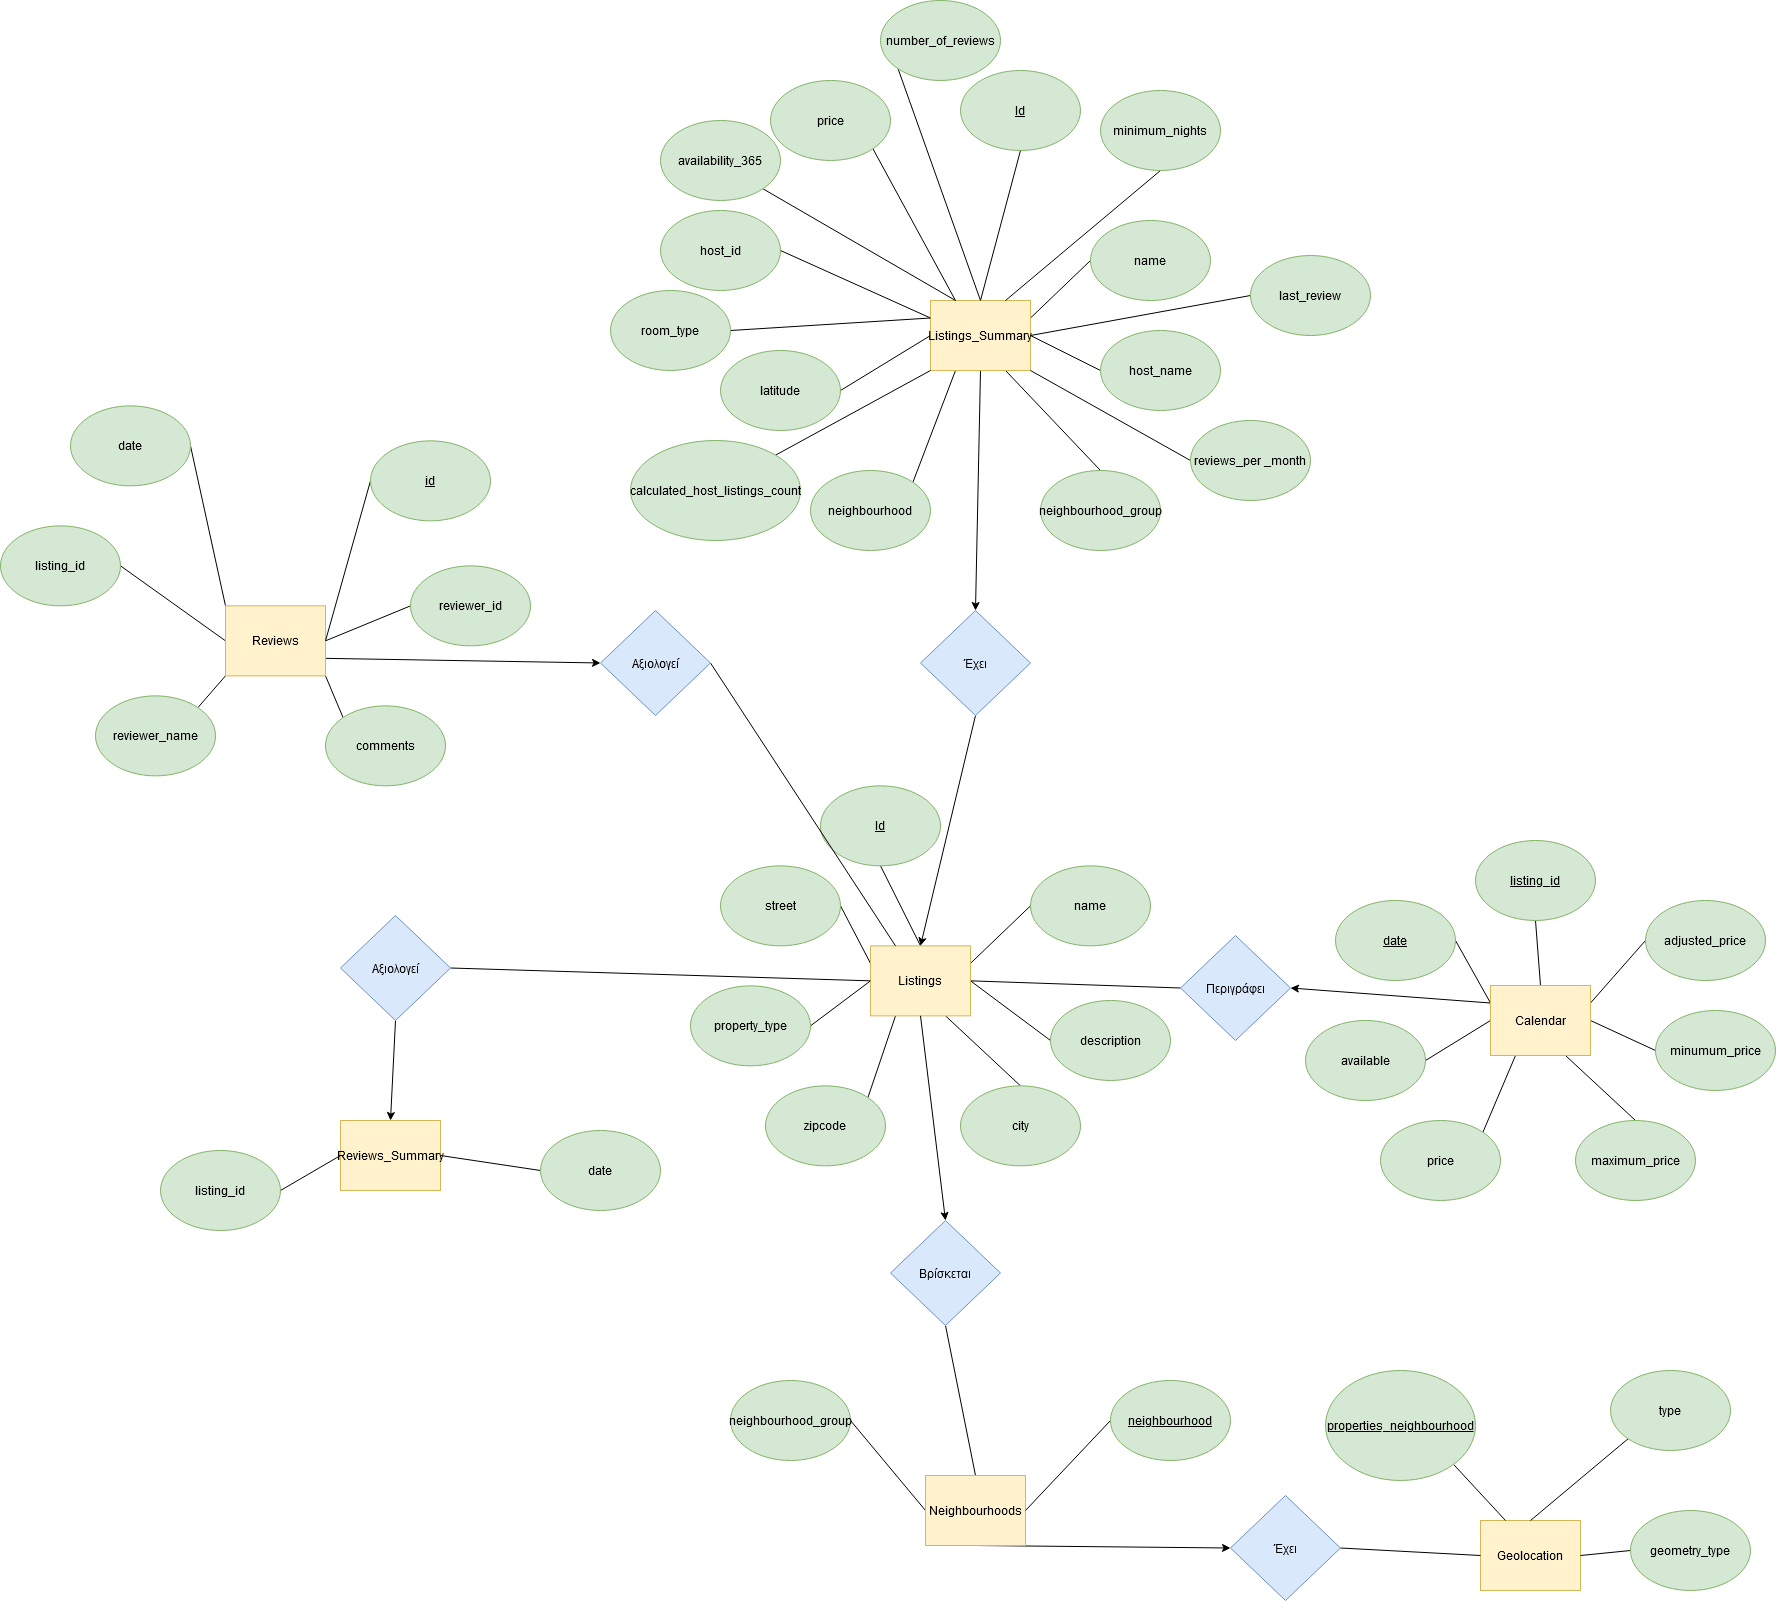 number_of_reviews
Id
price
minimum_nights
availability_365
host_id
name
last_review
room_type
Listings_Summary
host_name
latitude
reviews_per _month
calculated_host_listings_count
neighbourhood
neighbourhood_group
date
id
listing_id
reviewer_id
Reviews
reviewer_name
comments
Αξιολογεί
Έχει
Id
street
name
Listings
property_type
description
zipcode
city
Αξιολογεί
Περιγράφει
listing_id
date
adjusted_price
Calendar
available
minumum_price
price
maximum_price
Reviews_Summary
listing_id
date
Βρίσκεται
neighbourhood_group
neighbourhood
Neighbourhoods
Έχει
properties_neighbourhood
type
Geolocation
geometry_type